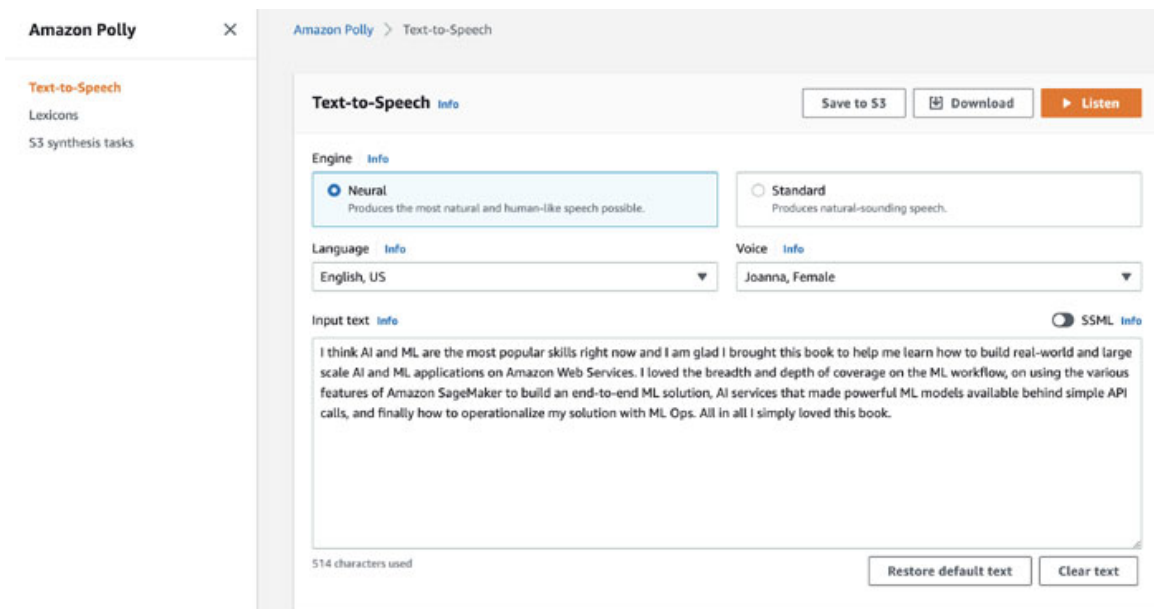 Amazon Polly
Amazon Polly > Text-to-Speech
Text-to-Speech
Lexicons
S3 synthesis tasks
Text-to-Speech Info
Save to S3
Download
Listen
Engine Info
Neural
Produces the most natural and human-like speech possible.
Standard
Produces natural-sounding speech.
Language Info
English, US
Voice Info
Joanna, Female
Input text Info
SSML Info
I think AI and ML are the most popular skills right now and I am glad I brought this book to help me learn how to build real-world and large
scale AI and ML applications on Amazon Web Services. I loved the breadth and depth of coverage on the ML workflow, on using the various
features of Amazon SageMaker to build an end-to-end ML solution, AI services that made powerful ML models available behind simple API
calls, and finally how to operationalize my solution with ML Ops. All in all I simply loved this book.
514 characters used
Restore default text
Clear text